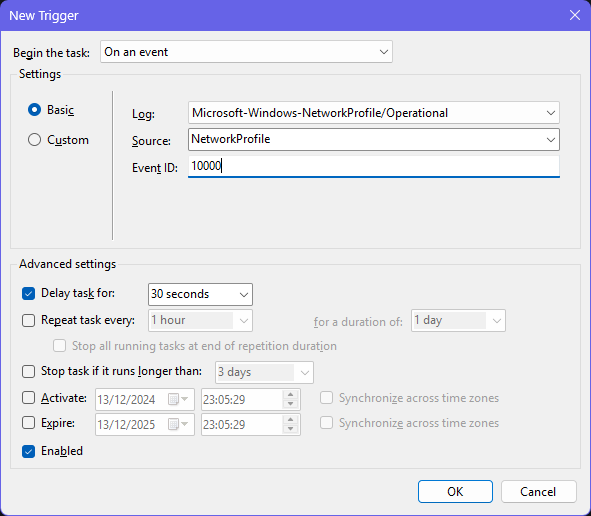 New Trigger
Begin the task: On an event
Settings
Basic
Custom
Log: Microsoft-Windows-NetworkProfile/Operational
Source: NetworkProfile
Event ID: 10000
Advanced settings
Delay task for: 30 seconds
Repeat task every: 1 hour for a duration of: 1 day
Stop all running tasks at end of repetition duration
Stop task if it runs longer than: 3 days
Activate: 13/12/2024 23:05:29 Synchronize across time zones
Expire: 13/12/2025 23:05:29 Synchronize across time zones
Enabled
OK Cancel